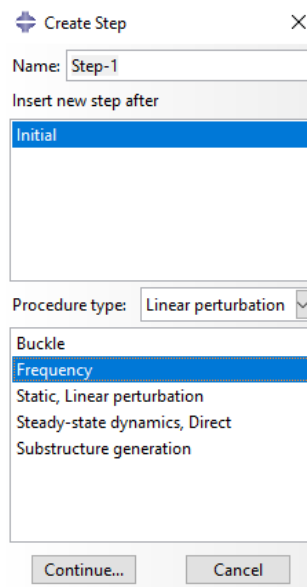 Create Step
Name: Step-1
Insert new step after
Initial
Procedure type: Linear perturbation
Buckle
Frequency
Static, Linear perturbation
Steady-state dynamics, Direct
Substructure generation
Continue... Cancel